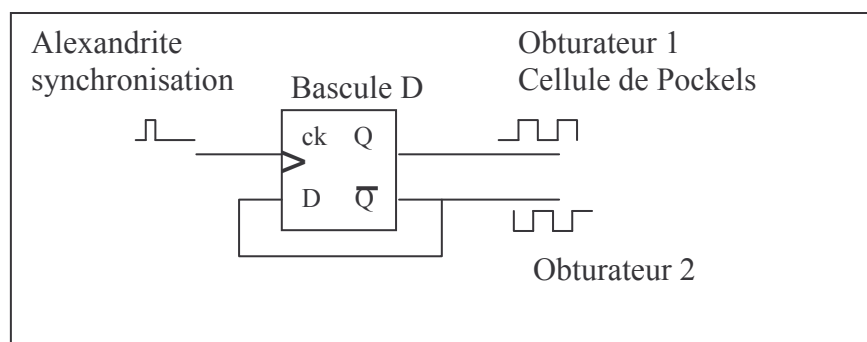 Alexandrite
synchronisation
Obturateur 1
Cellule de Pockels
Bascule D
ck Q
D Q̅
Obturateur 2